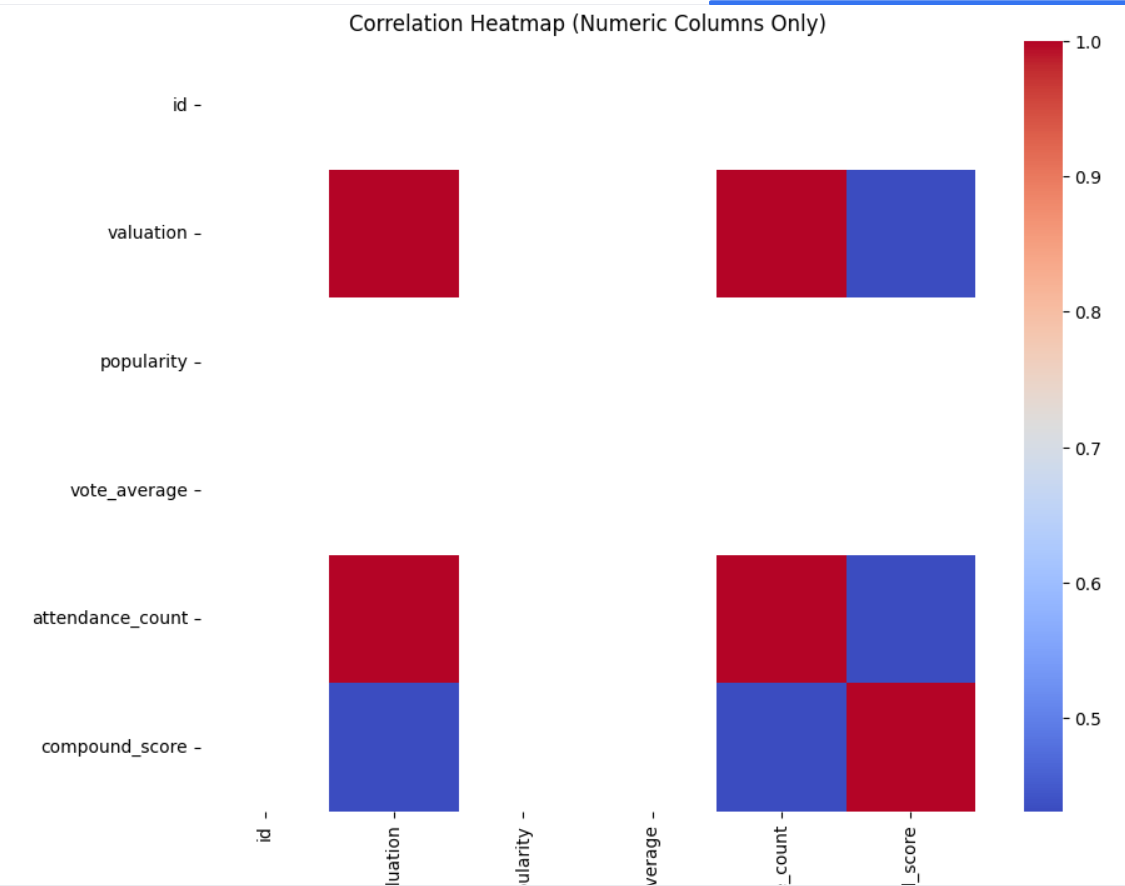 Correlation Heatmap (Numeric Columns Only)
1.0
id
0.9
valuation
0.8
popularity
0.7
vote_average
0.6
attendance_count
0.5
compound_score
id
luation
ularity
verage
_count
_score